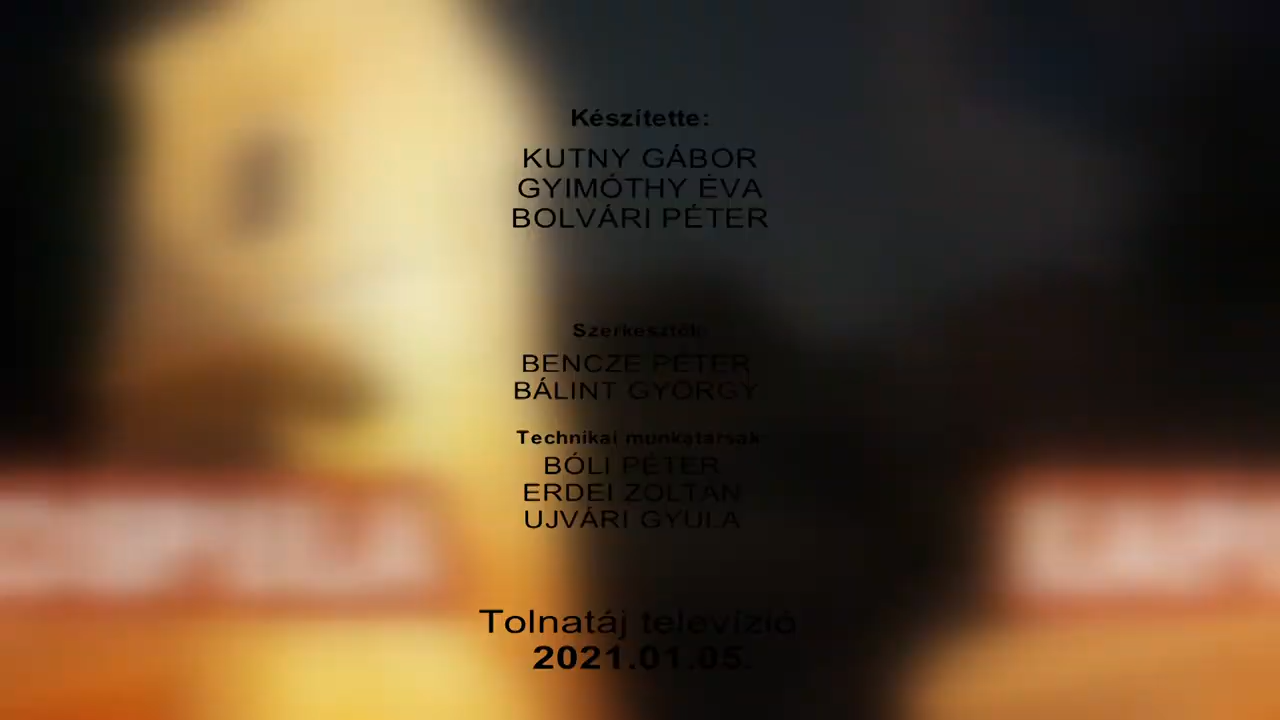 Készítette:
KUTNY GÁBOR
GYIMÓTHY ÉVA
BOLVÁRI PÉTER
Szerkesztők:
BENCZE PÉTER
BÁLINT GYÖRGY
Technikai munkatársak
BÓLI PÉTER
ERDEI ZOLTÁN
UJVÁRI GYULA
Tolnatáj televízió
2021.01.05.